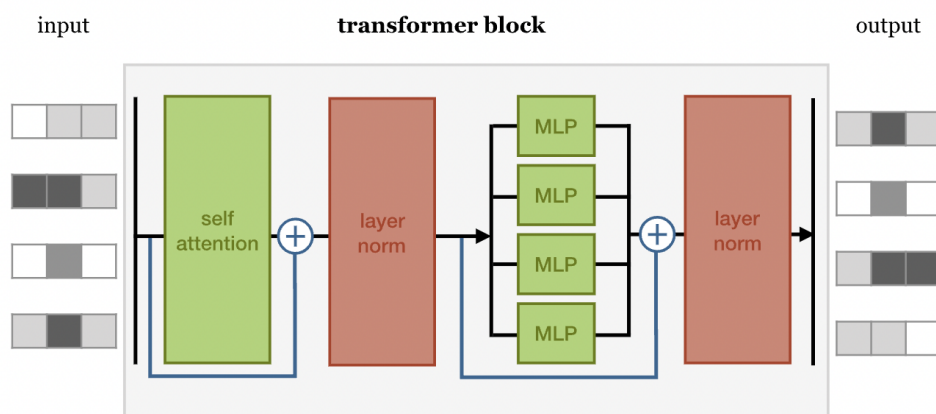 input
transformer block
output
self
attention
+
layer
norm
MLP
MLP
MLP
MLP
+
layer
norm